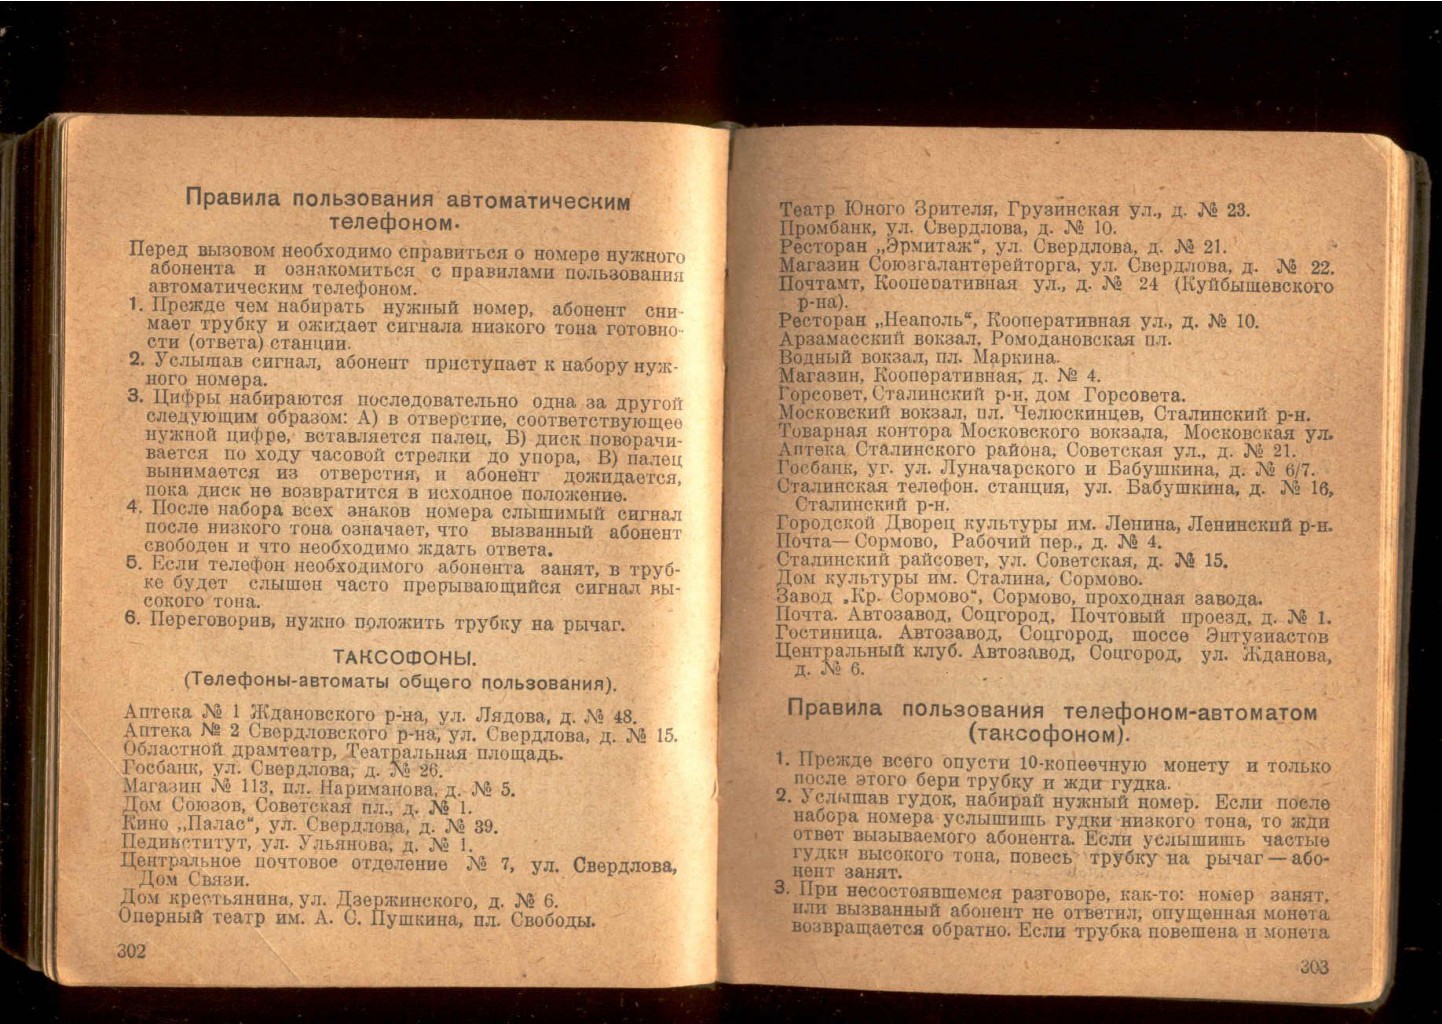 Правила пользования автоматическим
телефоном.
Перед вызовом необходимо справиться о номере нужного
абонента и ознакомиться с правилами пользования
автоматическим телефоном.
1. Прежде чем набирать нужный номер, абонент сни-
мает трубку и ожидает сигнала низкого тона готовно-
сти (ответа) станции.
2. Услышав сигнал, абонент приступает к набору нуж-
ного номера.
3. Цифры набираются последовательно одна за другой
следующим образом: А) в отверстие, соответствующее
нужной цифре, вставляется палец, Б) диск поворачи-
вается по ходу часовой стрелки до упора, В) палец
вынимается из отверстия, и абонент дожидается,
пока диск не возвратится в исходное положение.
4. После набора всех знаков номера слышимый сигнал
после низкого тона означает, что вызванный абонент
свободен и что необходимо ждать ответа.
5. Если телефон необходимого абонента занят, в труб-
ке будет слышен часто прерывающийся сигнал вы-
сокого тона.
6. Переговорив, нужно положить трубку на рычаг.
ТАКСОФОНЫ.
(Телефоны-автоматы общего пользования).
Аптека № 1 Ждановского р-на, ул. Лядова, д. № 48.
Аптека № 2 Свердловского р-на, ул. Свердлова, д. № 15.
Областной драмтеатр, Театральная площадь.
Госбанк, ул. Свердлова, д. № 26.
Магазин № 113, пл. Нариманова, д. № 5.
Дом Союзов, Советская пл., д. № 1.
Кино „Палас“, ул. Свердлова, д. № 39.
Пединститут, ул. Ульянова, д. № 1.
Центральное почтовое отделение № 7, ул. Свердлова,
Дом Связи.
Дом крестьянина, ул. Дзержинского, д. № 6.
Оперный театр им. А. С. Пушкина, пл. Свободы.
302
Театр Юного Зрителя, Грузинская ул., д. № 23.
Промбанк, ул. Свердлова, д. № 10.
Ресторан „Эрмитаж“, ул. Свердлова, д. № 21.
Магазин Союзгалантерейторга, ул. Свердлова, д. № 22.
Почтамт, Кооперативная ул., д. № 24 (Куйбышевского
р-на).
Ресторан „Неаполь“, Кооперативная ул., д. № 10.
Арзамасский вокзал, Ромодановская пл.
Водный вокзал, пл. Маркина.
Магазин, Кооперативная, д. № 4.
Горсовет, Сталинский р-н, дом Горсовета.
Московский вокзал, пл. Челюскинцев, Сталинский р-н.
Товарная контора Московского вокзала, Московская ул.
Аптека Сталинского района, Советская ул., д. № 21.
Госбанк, уг. ул. Луначарского и Бабушкина, д. № 6/7.
Сталинская телефон. станция, ул. Бабушкина, д. № 16,
Сталинский р-н.
Городской Дворец культуры им. Ленина, Ленинский р-н.
Почта— Сормово, Рабочий пер., д. № 4.
Сталинский райсовет, ул. Советская, д. № 15.
Дом культуры им. Сталина, Сормово.
Завод „Кр. Сормово“, Сормово, проходная завода.
Почта. Автозавод, Соцгород, Почтовый проезд, д. № 1.
Гостиница. Автозавод, Соцгород, шоссе Энтузиастов
Центральный клуб. Автозавод, Соцгород, ул. Жданова,
д. № 6.
Правила пользования телефоном-автоматом
(таксофоном).
1. Прежде всего опусти 10-копеечную монету и только
после этого бери трубку и жди гудка.
2. Услышав гудок, набирай нужный номер. Если после
набора номера услышишь гудки низкого тона, то жди
ответ вызываемого абонента. Если услышишь частые
гудки высокого тона, повесь трубку на рычаг — або-
нент занят.
3. При несостоявшемся разговоре, как-то: номер занят,
или вызванный абонент не ответил, опущенная монета
возвращается обратно. Если трубка повешена и монета
303